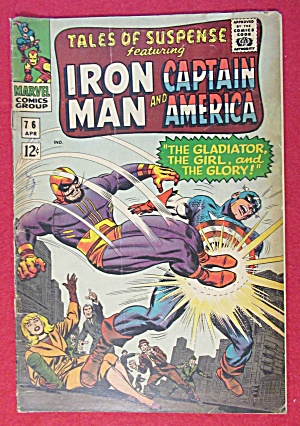 TALES OF SUSPENSE
featuring
IRON MAN
AND
CAPTAIN AMERICA
APPROVED
BY THE
COMICS
CODE
AUTHORITY
MARVEL
COMICS
GROUP
76
APR
12¢
IND.
"THE GLADIATOR,
THE GIRL, and
THE GLORY!"